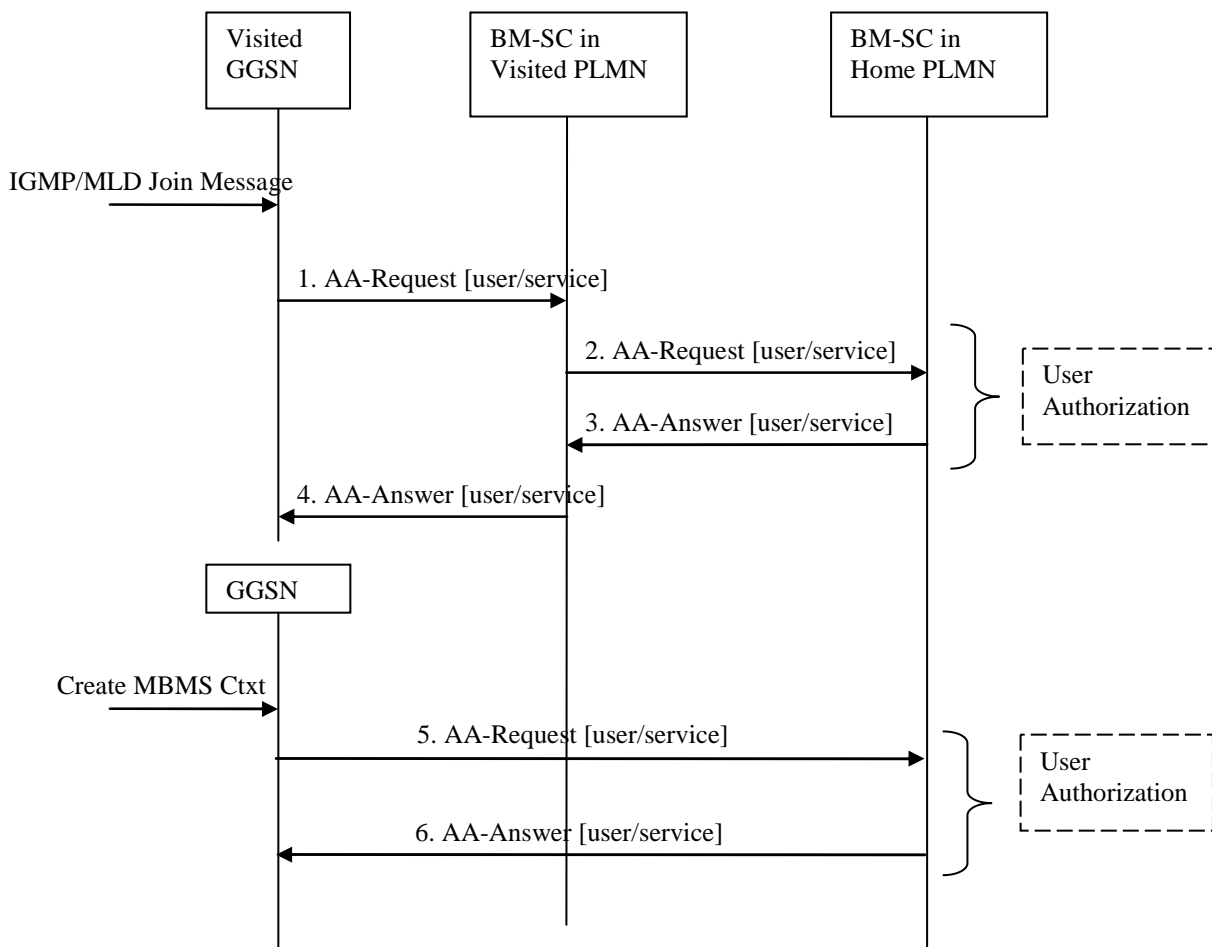 Visited
GGSN
BM-SC in
Visited PLMN
BM-SC in
Home PLMN
IGMP/MLD Join Message
1. AA-Request [user/service]
2. AA-Request [user/service]
User
Authorization
3. AA-Answer [user/service]
4. AA-Answer [user/service]
GGSN
Create MBMS Ctxt
5. AA-Request [user/service]
User
Authorization
6. AA-Answer [user/service]